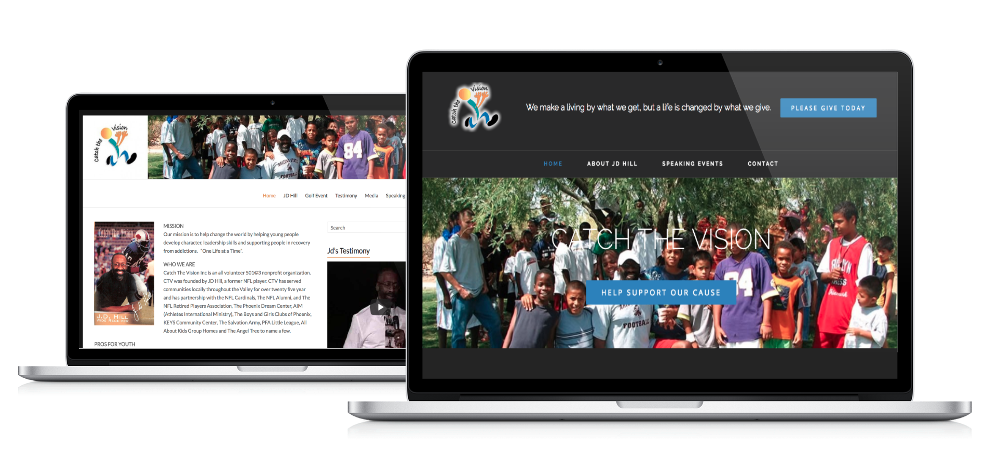 Catch the Vision
Home JD Hill Golf Event Testimony Media Speaking
MISSION
Our mission is to help change the world by helping young people
develop character, leadership skills and supporting people in recovery
from addictions. "One Life at a Time".
WHO WE ARE
Catch The Vision Inc is an all volunteer 501©3 nonprofit organization.
CTV was founded by JD Hill, a former NFL player. CTV has served
communities locally throughout the Valley for over twenty five year
and has partnership with the NFL Cardinals, The NFL Alumni, and The
NFL Retired Players Association, The Phoenix Dream Center, AIM
(Athletes International Ministry), The Boys and Girls Clubs of Phoenix,
KEYS Community Center, The Salvation Army, PFA Little League, All
About Kids Group Homes and The Angel Tree to name a few.
J.D. HILL
PROS FOR YOUTH
Search
Jd's Testimony
84
Catch the Vision
We make a living by what we get, but a life is changed by what we give.
PLEASE GIVE TODAY
HOME ABOUT JD HILL SPEAKING EVENTS CONTACT
CATCH THE VISION
HELP SUPPORT OUR CAUSE
84
FOOTBALL